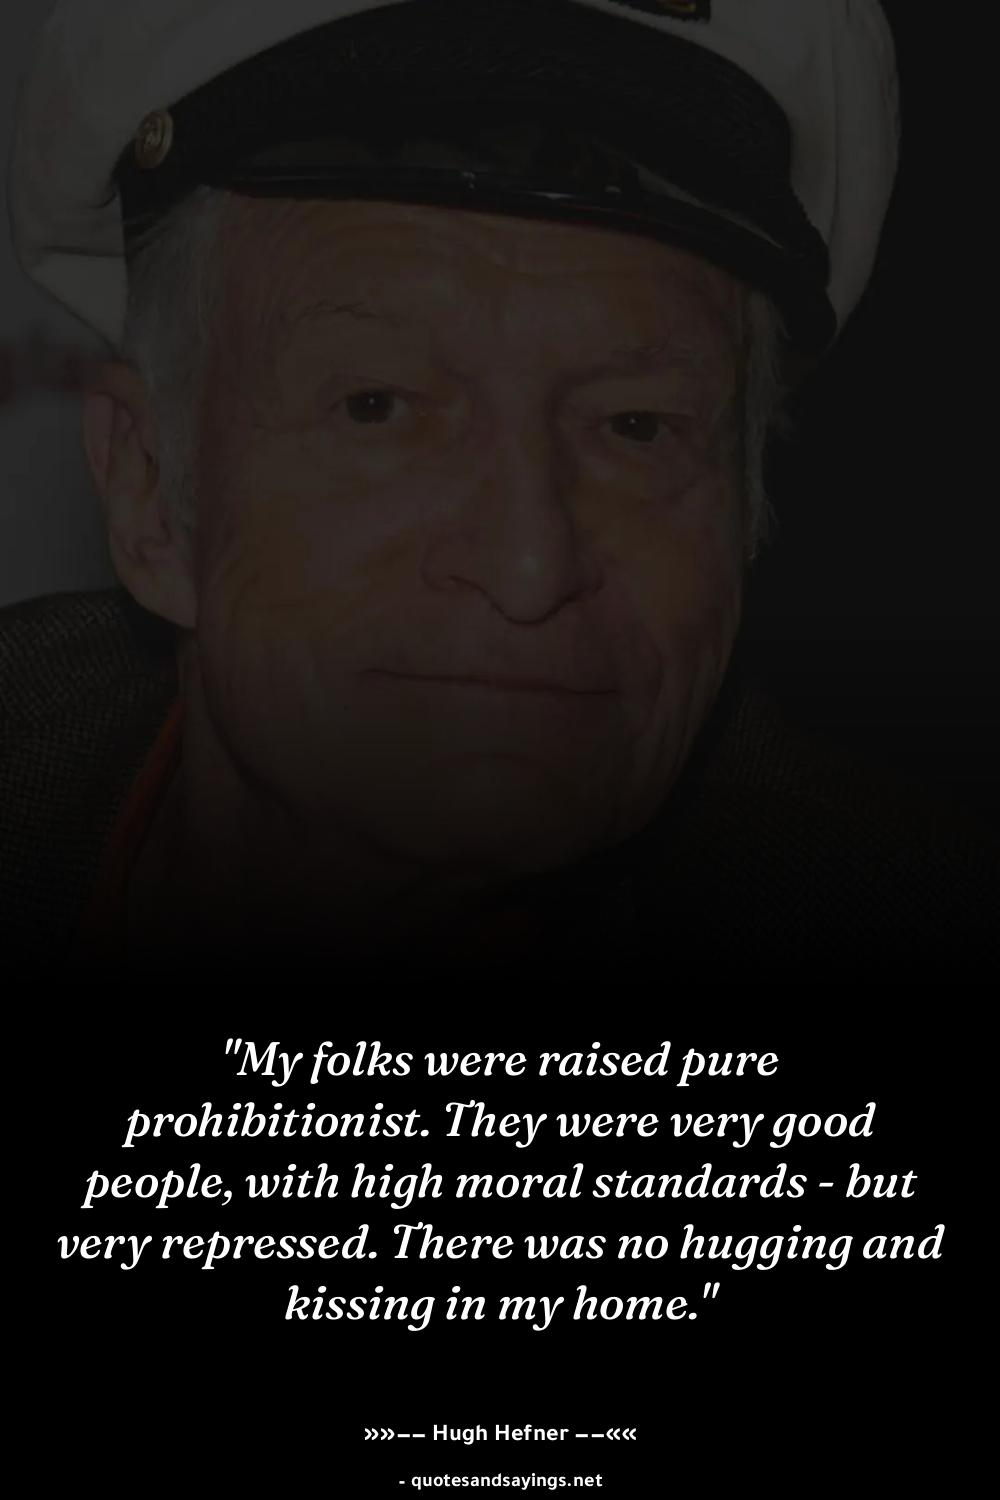 "My folks were raised pure
prohibitionist. They were very good
people, with high moral standards - but
very repressed. There was no hugging and
kissing in my home."
»»–– Hugh Hefner ––««
- quotesandsayings.net